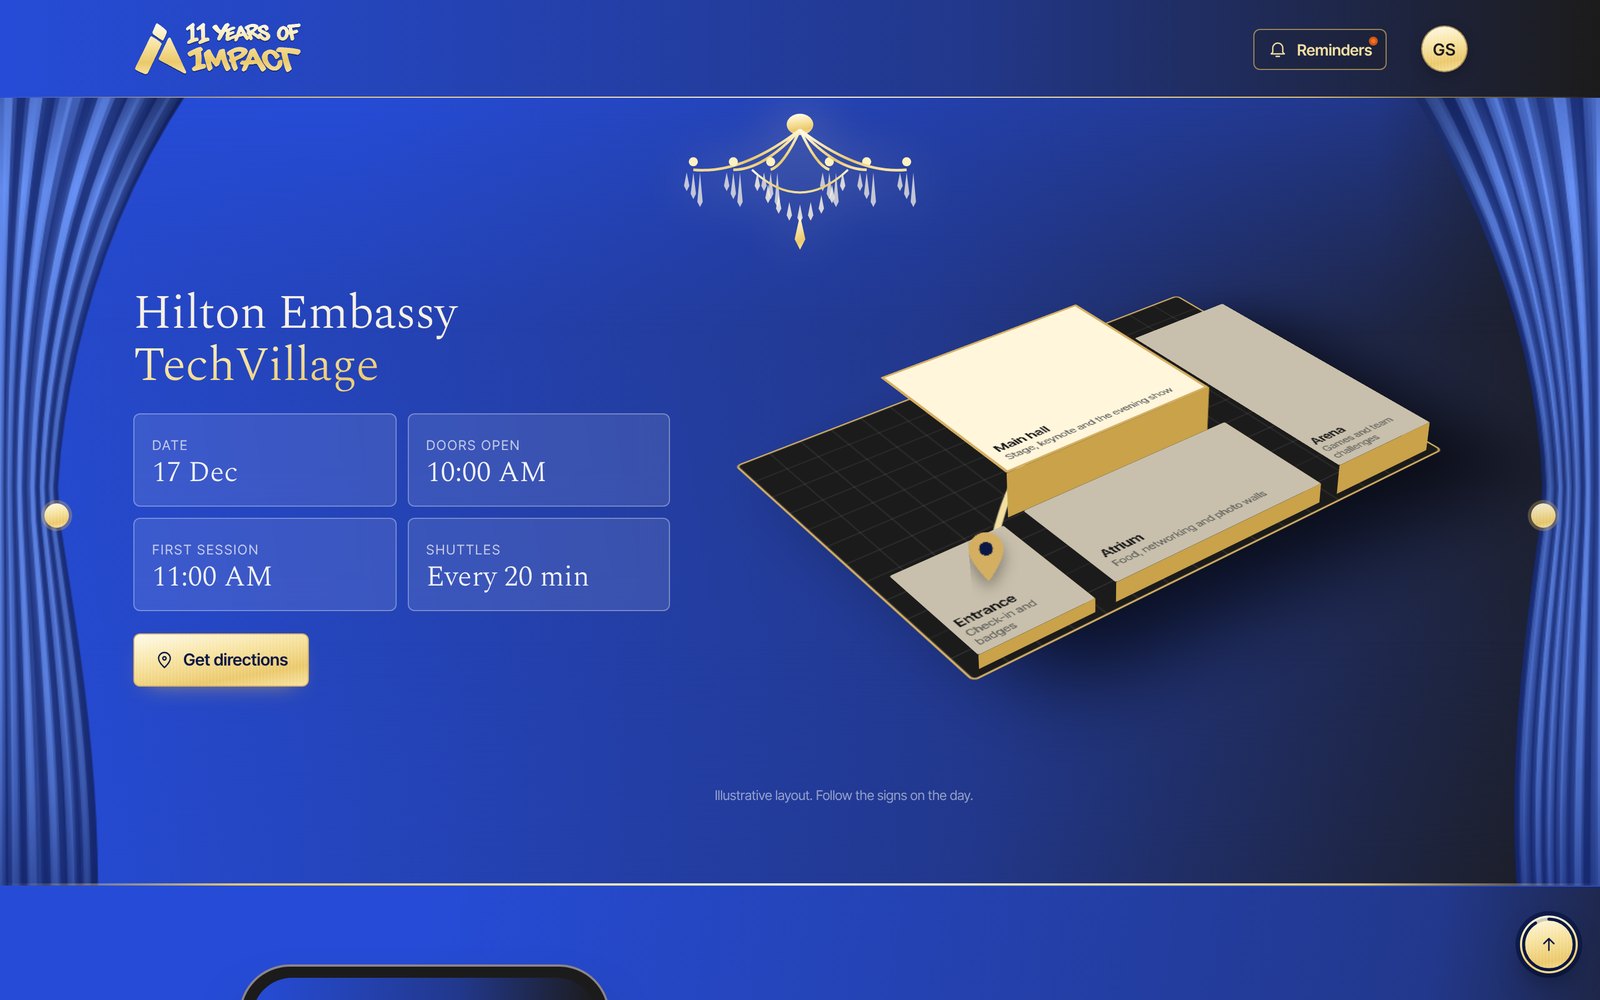 11 YEARS OF
IMPACT
Reminders
GS
Hilton Embassy
TechVillage
DATE
17 Dec
DOORS OPEN
10:00 AM
FIRST SESSION
11:00 AM
SHUTTLES
Every 20 min
Get directions
Main hall
Stage, keynote and the evening show
Arena
Games and team
challenges
Atrium
Food, networking and photo walls
Entrance
Check-in and
badges
Illustrative layout. Follow the signs on the day.